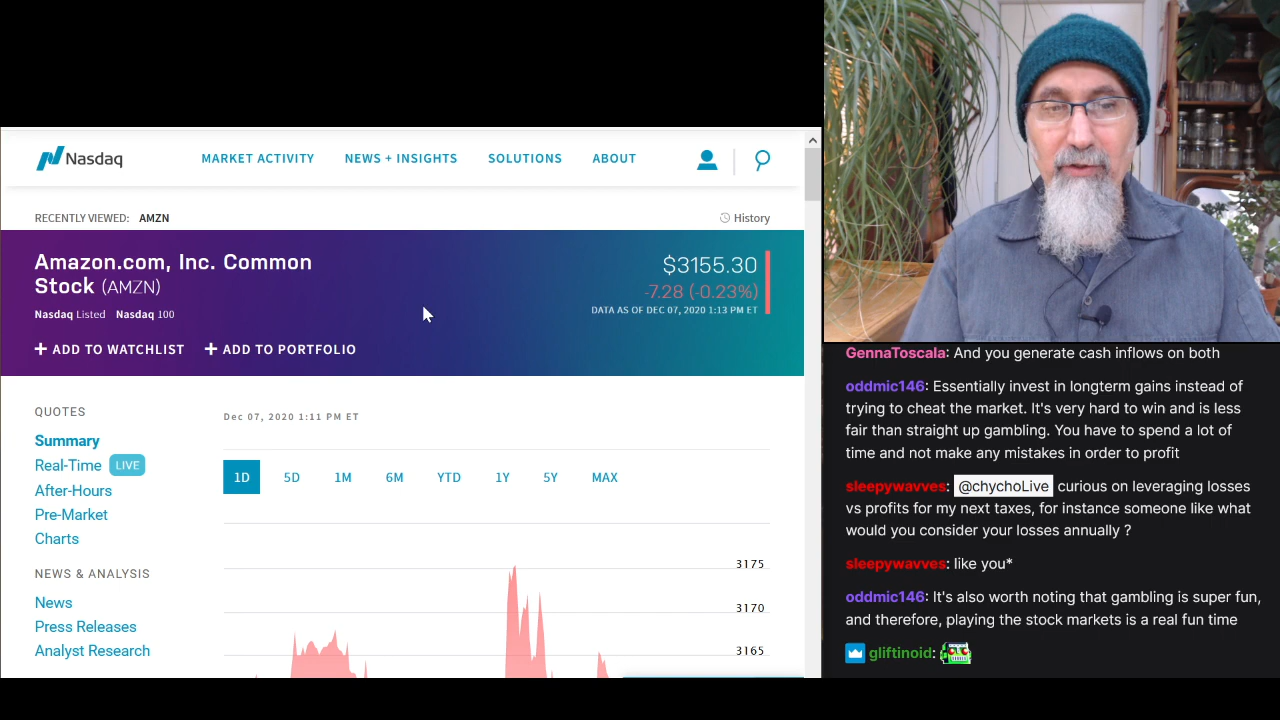 Nasdaq
MARKET ACTIVITY NEWS + INSIGHTS SOLUTIONS ABOUT
RECENTLY VIEWED: AMZN
History
Amazon.com, Inc. Common
Stock (AMZN)
Nasdaq Listed Nasdaq 100
$3155.30
-7.28 (-0.23%)
DATA AS OF DEC 07, 2020 1:13 PM ET
+ ADD TO WATCHLIST + ADD TO PORTFOLIO
QUOTES
Summary
Real-Time LIVE
After-Hours
Pre-Market
Charts
NEWS & ANALYSIS
News
Press Releases
Analyst Research
Dec 07, 2020 1:11 PM ET
1D 5D 1M 6M YTD 1Y 5Y MAX
3175
3170
3165
GennaToscala: And you generate cash inflows on both
oddmic146: Essentially invest in longterm gains instead of
trying to cheat the market. It's very hard to win and is less
fair than straight up gambling. You have to spend a lot of
time and not make any mistakes in order to profit
sleepywavves: @chychoLive curious on leveraging losses
vs profits for my next taxes, for instance someone like what
would you consider your losses annually ?
sleepywavves: like you*
oddmic146: It's also worth noting that gambling is super fun,
and therefore, playing the stock markets is a real fun time
gliftinoid: